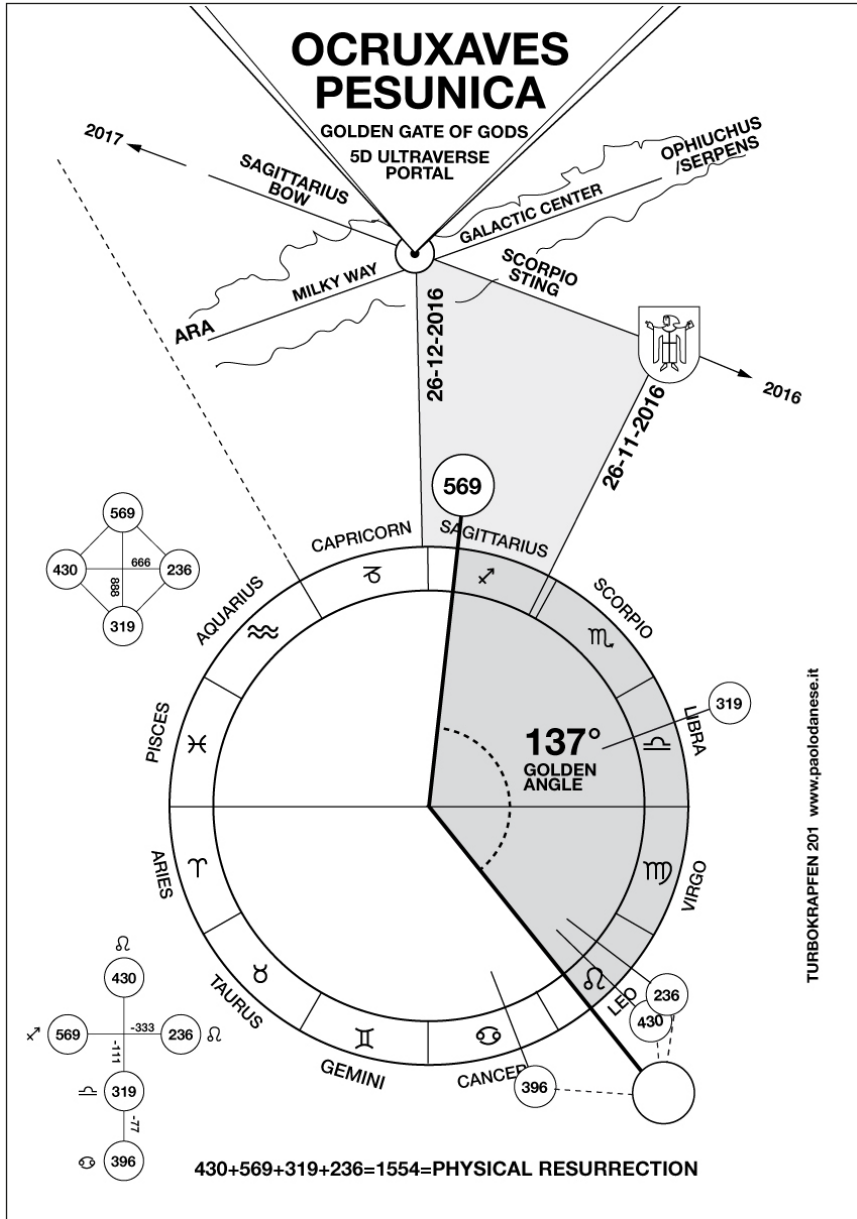 OCRUXAVES
PESUNICA
GOLDEN GATE OF GODS
5D ULTRAVERSE
PORTAL
2017
SAGITTARIUS
BOW
OPHIUCHUS
/SERPENS
GALACTIC CENTER
MILKY WAY
SCORPIO
STING
ARA
26-12-2016
2016
26-11-2016
569
569
430
666
236
888
319
CAPRICORN
SAGITTARIUS
♑
♐
AQUARIUS
♒
SCORPIO
♏
PISCES
♓
LIBRA
♎
319
137°
GOLDEN
ANGLE
ARIES
♈
VIRGO
♍
TAURUS
♉
GEMINI
♊
CANCER
♋
LEO
♌
236
430
396
♌
430
♐
569
-333
236
♌
-111
♎
319
-77
♋
396
430+569+319+236=1554=PHYSICAL RESURRECTION
TURBOKRAPFEN 201 www.paolodanese.it